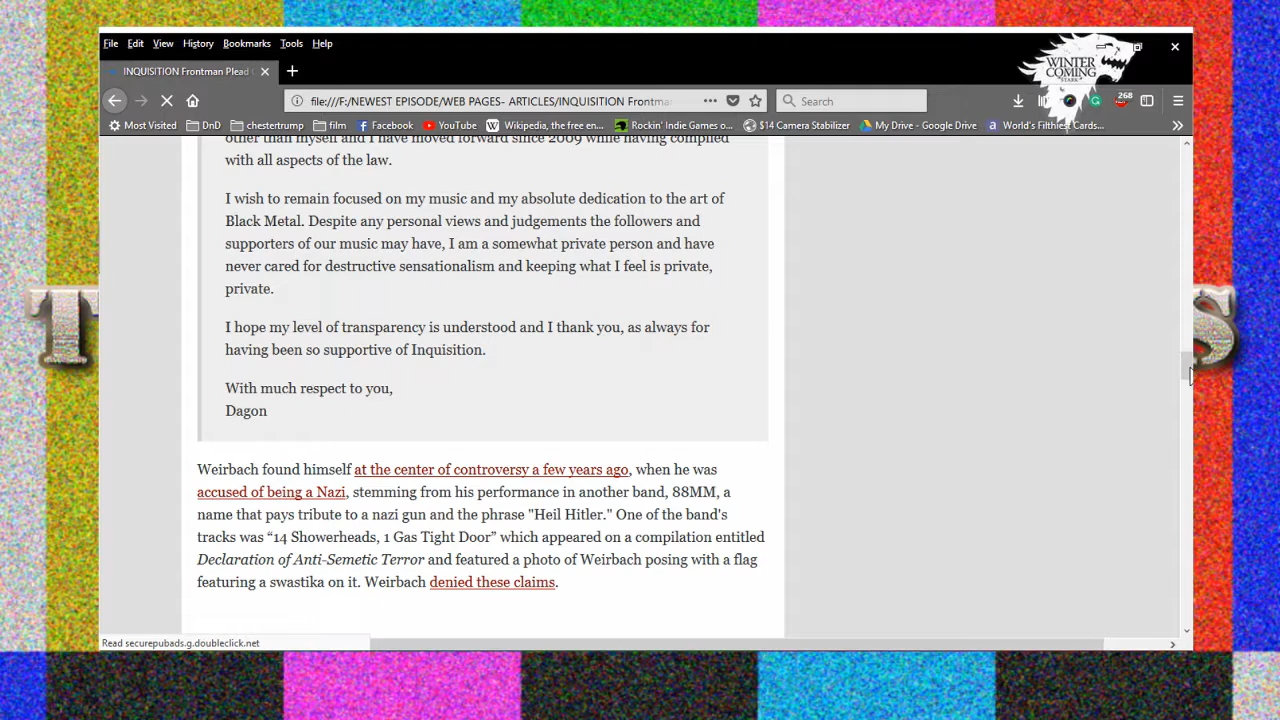 File Edit View History Bookmarks Tools Help
WINTER
COMING
STARK
INQUISITION Frontman Plead
file:///F:/NEWEST EPISODE/WEB PAGES- ARTICLES/INQUISITION Frontma
Search
268
Most Visited DnD chestertrump film Facebook YouTube Wikipedia, the free en... Rockin' Indie Games o... $14 Camera Stabilizer My Drive - Google Drive World's Filthiest Cards...
other than myself and I have moved forward since 2009 while having complied
with all aspects of the law.
I wish to remain focused on my music and my absolute dedication to the art of
Black Metal. Despite any personal views and judgements the followers and
supporters of our music may have, I am a somewhat private person and have
never cared for destructive sensationalism and keeping what I feel is private,
private.
I hope my level of transparency is understood and I thank you, as always for
having been so supportive of Inquisition.
With much respect to you,
Dagon
Weirbach found himself at the center of controversy a few years ago, when he was
accused of being a Nazi, stemming from his performance in another band, 88MM, a
name that pays tribute to a nazi gun and the phrase "Heil Hitler." One of the band's
tracks was “14 Showerheads, 1 Gas Tight Door” which appeared on a compilation entitled
Declaration of Anti-Semetic Terror and featured a photo of Weirbach posing with a flag
featuring a swastika on it. Weirbach denied these claims.
Read securepubads.g.doubleclick.net
T
S